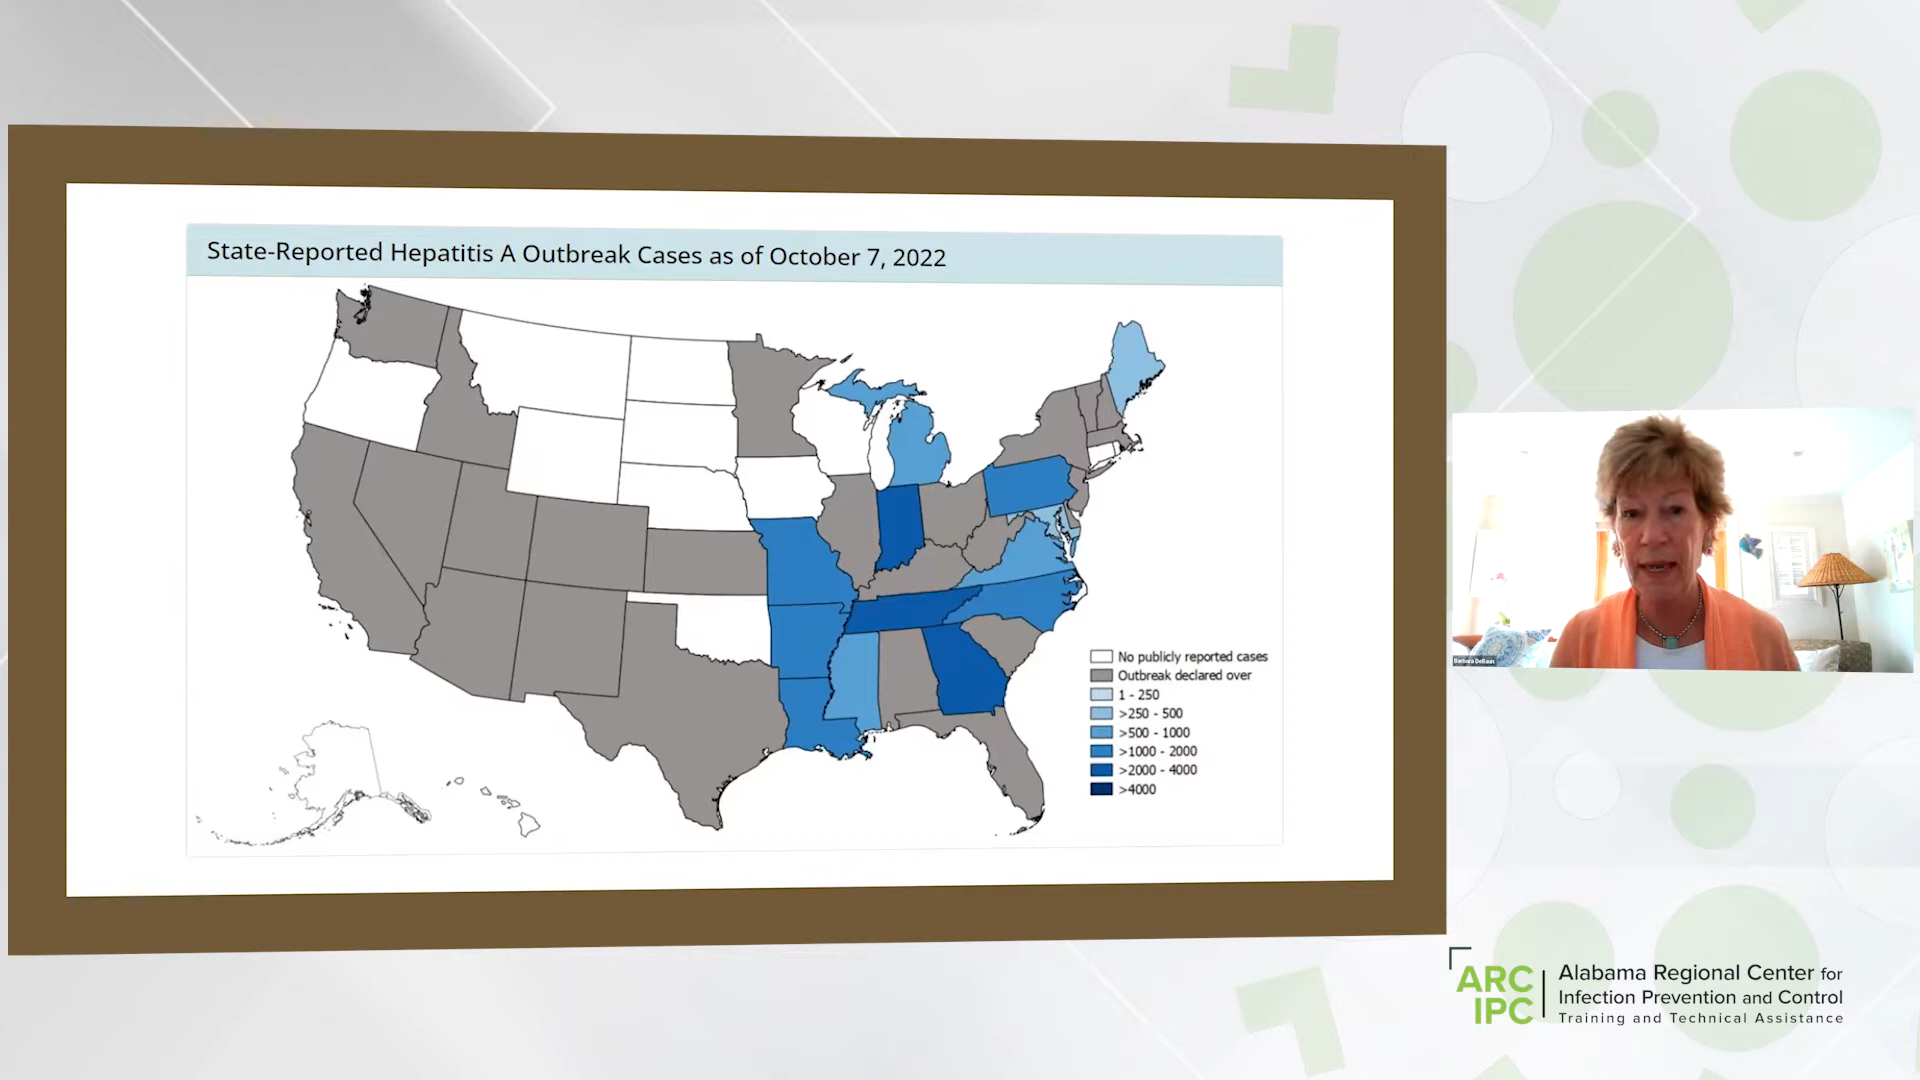 State-Reported Hepatitis A Outbreak Cases as of October 7, 2022
No publicly reported cases
Outbreak declared over
1 - 250
>250 - 500
>500 - 1000
>1000 - 2000
>2000 - 4000
>4000
Barbara DeBaun
ARC
IPC
Alabama Regional Center for
Infection Prevention and Control
Training and Technical Assistance